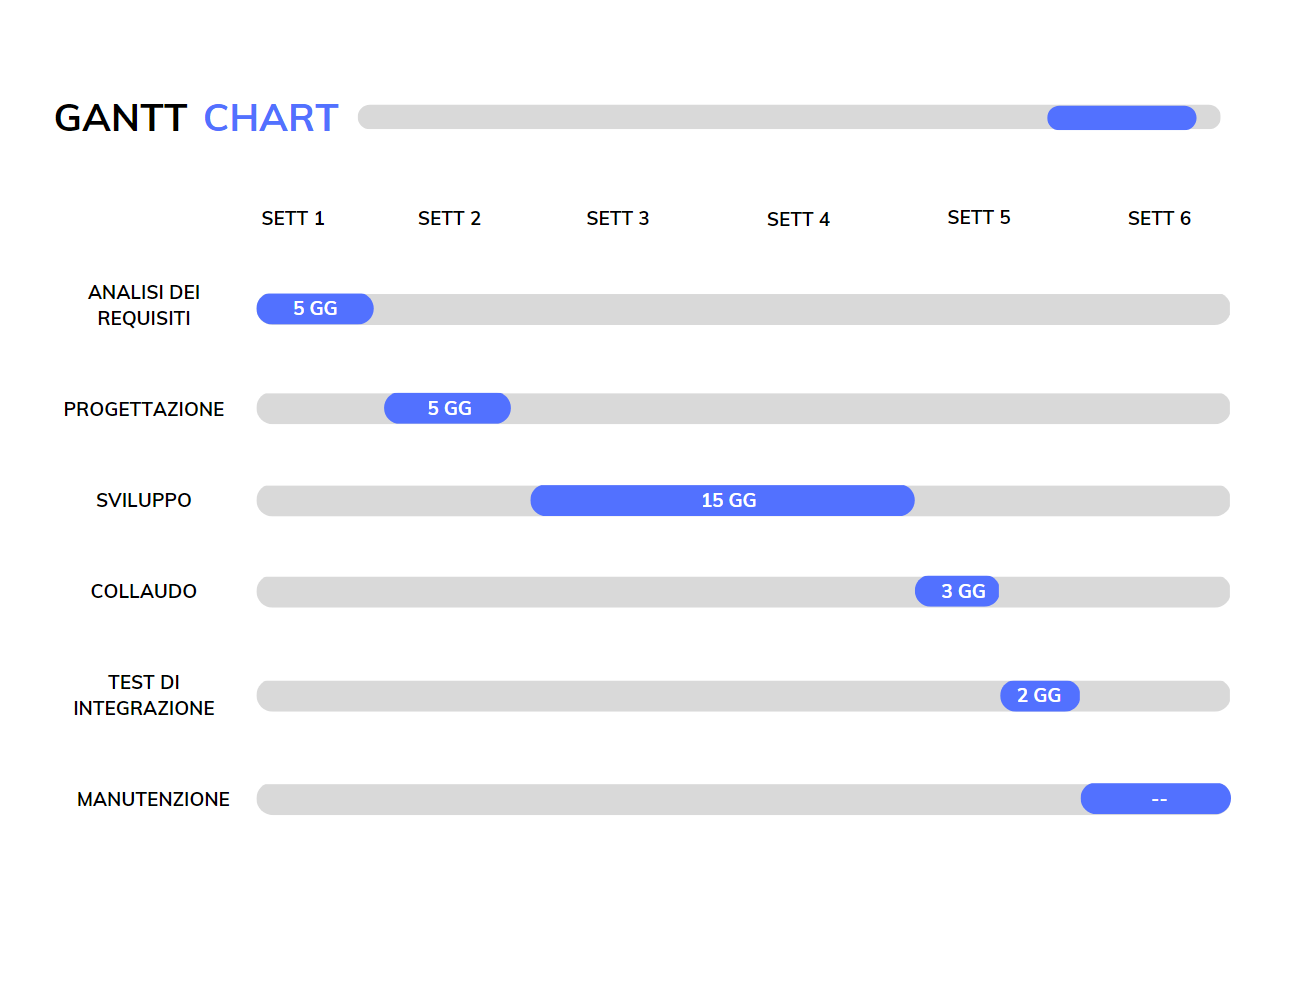 GANTT CHART
SETT 1 SETT 2 SETT 3 SETT 4 SETT 5 SETT 6
ANALISI DEI
REQUISITI
5 GG
PROGETTAZIONE
5 GG
SVILUPPO
15 GG
COLLAUDO
3 GG
TEST DI
INTEGRAZIONE
2 GG
MANUTENZIONE
--